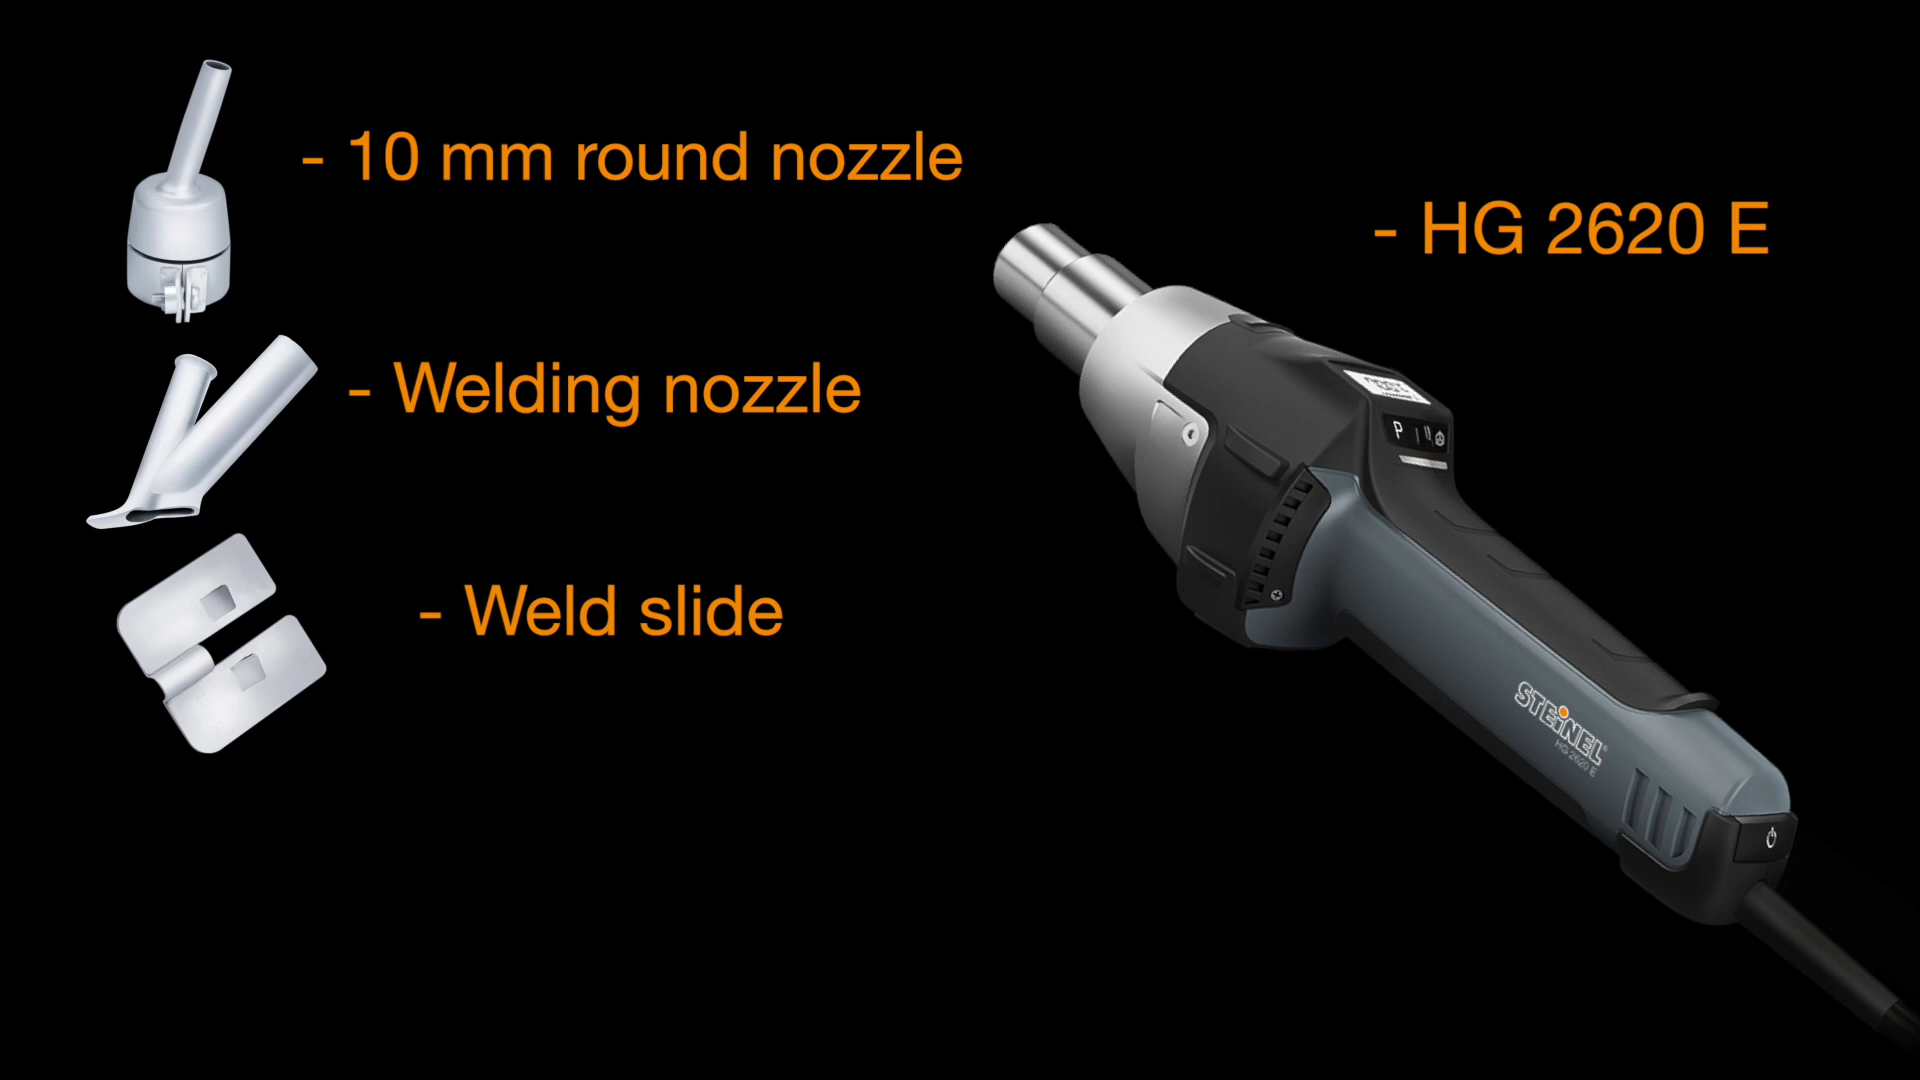 - 10 mm round nozzle
- HG 2620 E
- Welding nozzle
- Weld slide
P
STEINEL
HG 2620 E